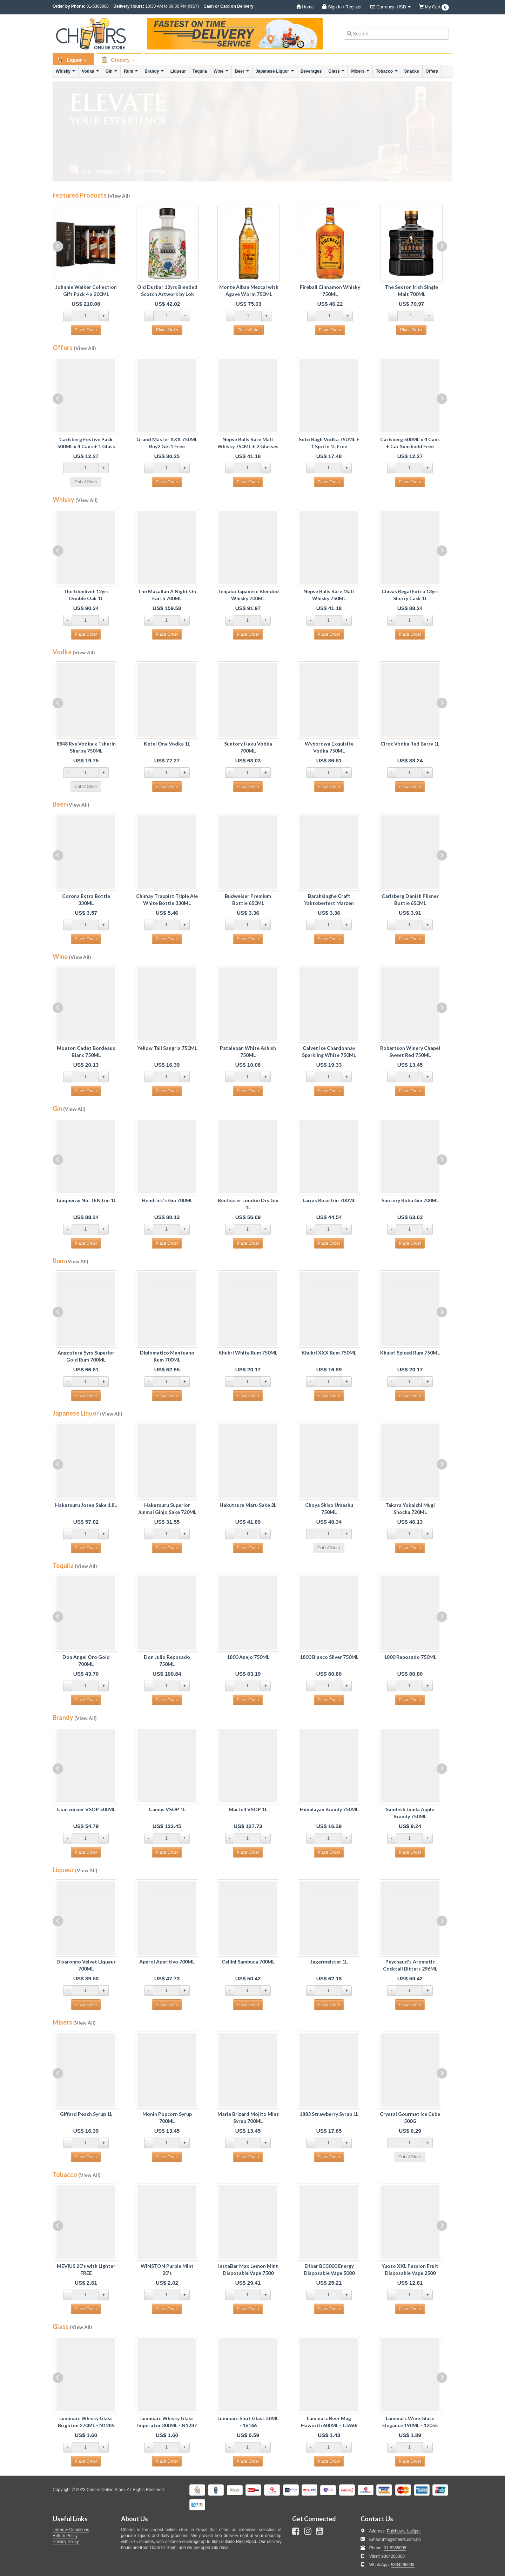 Order by Phone: 01-5365006 Delivery Hours: 10:30 AM to 09:30 PM (NST) Cash or Card on Delivery
Home Sign In / Register Currency: USD My Cart 0
CHEERS
ONLINE STORE
FASTEST ON TIME
DELIVERY SERVICE
Search
Liquor Grocery
Whisky Vodka Gin Rum Brandy Liqueur Tequila Wine Beer Japanese Liquor Beverages Glass Mixers Tobacco Snacks Offers
ELEVATE
YOUR EXPERIENCE
Featured Products (View All)
Johnnie Walker Collection Gift Pack 4 x 200ML
US$ 210.08
- 1 +
Place Order
Old Durbar 12yrs Blended Scotch Artwork by Lok
US$ 42.02
- 1 +
Place Order
Monte Alban Mezcal with Agave Worm 750ML
US$ 75.63
- 1 +
Place Order
Fireball Cinnamon Whisky 750ML
US$ 46.22
- 1 +
Place Order
The Sexton Irish Single Malt 700ML
US$ 70.97
- 1 +
Place Order
Offers (View All)
Carlsberg Festive Pack 500ML x 4 Cans + 1 Glass
US$ 12.27
- 1 +
Out of Stock
Grand Master XXX 750ML Buy2 Get1 Free
US$ 30.25
- 1 +
Place Order
Nepse Bulls Rare Malt Whisky 750ML + 2 Glasses
US$ 41.18
- 1 +
Place Order
Seto Bagh Vodka 750ML + 1 Sprite 1L Free
US$ 17.48
- 1 +
Place Order
Carlsberg 500ML x 4 Cans + Car Sunshield Free
US$ 12.27
- 1 +
Place Order
Whisky (View All)
The Glenlivet 12yrs Double Oak 1L
US$ 90.34
- 1 +
Place Order
The Macallan A Night On Earth 700ML
US$ 159.58
- 1 +
Place Order
Tenjaku Japanese Blended Whisky 700ML
US$ 91.97
- 1 +
Place Order
Nepse Bulls Rare Malt Whisky 750ML
US$ 41.18
- 1 +
Place Order
Chivas Regal Extra 13yrs Sherry Cask 1L
US$ 88.24
- 1 +
Place Order
Vodka (View All)
8848 Rye Vodka x Tsherin Sherpa 750ML
US$ 19.75
- 1 +
Out of Stock
Ketel One Vodka 1L
US$ 72.27
- 1 +
Place Order
Suntory Haku Vodka 700ML
US$ 63.03
- 1 +
Place Order
Wyborowa Exquisite Vodka 750ML
US$ 86.81
- 1 +
Place Order
Ciroc Vodka Red Berry 1L
US$ 88.24
- 1 +
Place Order
Beer (View All)
Corona Extra Bottle 330ML
US$ 3.57
- 1 +
Place Order
Chimay Trappist Triple Ale White Bottle 330ML
US$ 5.46
- 1 +
Place Order
Budweiser Premium Bottle 650ML
US$ 3.36
- 1 +
Place Order
Barahsinghe Craft Yaktoberfest Marzen
US$ 3.36
- 1 +
Place Order
Carlsberg Danish Pilsner Bottle 650ML
US$ 3.91
- 1 +
Place Order
Wine (View All)
Mouton Cadet Bordeaux Blanc 750ML
US$ 20.13
- 1 +
Place Order
Yellow Tail Sangria 750ML
US$ 16.39
- 1 +
Place Order
Pataleban White Ashish 750ML
US$ 10.08
- 1 +
Place Order
Calvet Ice Chardonnay Sparkling White 750ML
US$ 19.33
- 1 +
Place Order
Robertson Winery Chapel Sweet Red 750ML
US$ 13.45
- 1 +
Place Order
Gin (View All)
Tanqueray No. TEN Gin 1L
US$ 88.24
- 1 +
Place Order
Hendrick's Gin 700ML
US$ 80.13
- 1 +
Place Order
Beefeater London Dry Gin 1L
US$ 56.09
- 1 +
Place Order
Larios Rose Gin 700ML
US$ 44.54
- 1 +
Place Order
Suntory Roku Gin 700ML
US$ 63.03
- 1 +
Place Order
Rum (View All)
Angostura 5yrs Superior Gold Rum 700ML
US$ 66.81
- 1 +
Place Order
Diplomatico Mantuano Rum 700ML
US$ 62.65
- 1 +
Place Order
Khukri White Rum 750ML
US$ 20.17
- 1 +
Place Order
Khukri XXX Rum 750ML
US$ 16.89
- 1 +
Place Order
Khukri Spiced Rum 750ML
US$ 20.17
- 1 +
Place Order
Japanese Liquor (View All)
Hakutsuru Josen Sake 1.8L
US$ 57.02
- 1 +
Place Order
Hakutsuru Superior Junmai Ginjo Sake 720ML
US$ 31.55
- 1 +
Place Order
Hakutsuru Maru Sake 2L
US$ 41.89
- 1 +
Place Order
Choya Shiso Umeshu 750ML
US$ 40.34
- 1 +
Out of Stock
Takara Yokaichi Mugi Shochu 720ML
US$ 46.13
- 1 +
Place Order
Tequila (View All)
Don Angel Oro Gold 700ML
US$ 43.70
- 1 +
Place Order
Don Julio Reposado 750ML
US$ 100.84
- 1 +
Place Order
1800 Anejo 750ML
US$ 83.19
- 1 +
Place Order
1800 Blanco Silver 750ML
US$ 80.80
- 1 +
Place Order
1800 Reposado 750ML
US$ 80.80
- 1 +
Place Order
Brandy (View All)
Courvoisier VSOP 500ML
US$ 54.79
- 1 +
Place Order
Camus VSOP 1L
US$ 123.45
- 1 +
Place Order
Martell VSOP 1L
US$ 127.73
- 1 +
Place Order
Himalayan Brandy 750ML
US$ 16.39
- 1 +
Place Order
Sandesh Jumla Apple Brandy 750ML
US$ 9.24
- 1 +
Place Order
Liqueur (View All)
Disaronno Velvet Liqueur 700ML
US$ 39.50
- 1 +
Place Order
Aperol Aperitivo 700ML
US$ 47.73
- 1 +
Place Order
Cellini Sambuca 700ML
US$ 50.42
- 1 +
Place Order
Jagermeister 1L
US$ 62.18
- 1 +
Place Order
Peychaud's Aromatic Cocktail Bitters 296ML
US$ 50.42
- 1 +
Place Order
Mixers (View All)
Giffard Peach Syrup 1L
US$ 16.39
- 1 +
Place Order
Monin Popcorn Syrup 700ML
US$ 13.45
- 1 +
Place Order
Marie Brizard Mojito Mint Syrup 700ML
US$ 13.45
- 1 +
Place Order
1883 Strawberry Syrup 1L
US$ 17.65
- 1 +
Place Order
Crystal Gourmet Ice Cube 500G
US$ 0.29
- 1 +
Out of Stock
Tobacco (View All)
MEVIUS 20's with Lighter FREE
US$ 2.61
- 1 +
Place Order
WINSTON Purple Mint 20's
US$ 2.02
- 1 +
Place Order
instaBar Max Lemon Mint Disposable Vape 7500
US$ 29.41
- 1 +
Place Order
Elfbar BC5000 Energy Disposable Vape 5000
US$ 25.21
- 1 +
Place Order
Yuoto XXL Passion Fruit Disposable Vape 2500
US$ 12.61
- 1 +
Place Order
Glass (View All)
Luminarc Whisky Glass Brighton 270ML - N1285
US$ 1.60
- 1 +
Place Order
Luminarc Whisky Glass Imperator 300ML - N1287
US$ 1.60
- 1 +
Place Order
Luminarc Shot Glass 50ML - 16166
US$ 0.59
- 1 +
Place Order
Luminarc Beer Mug Haworth 600ML - C5968
US$ 1.43
- 1 +
Place Order
Luminarc Wine Glass Elegance 190ML - 12055
US$ 1.89
- 1 +
Place Order
Copyright © 2023 Cheers Online Store. All Rights Reserved.
Useful Links
Terms & Conditions
Return Policy
Privacy Policy
About Us
Cheers is the largest online store in Nepal that offers an extensive selection of
genuine liquors and daily groceries. We provide free delivery right at your doorstep
within 45 minutes, with delivery coverage up to 6km outside Ring Road. Our delivery
hours are from 10am to 10pm, and we are open 365 days.
Get Connected
Contact Us
Address: Pulchowk, Lalitpur
Email: info@cheers.com.np
Phone: 01-5365006
Viber: 9804265006
WhatsApp: 9804265006